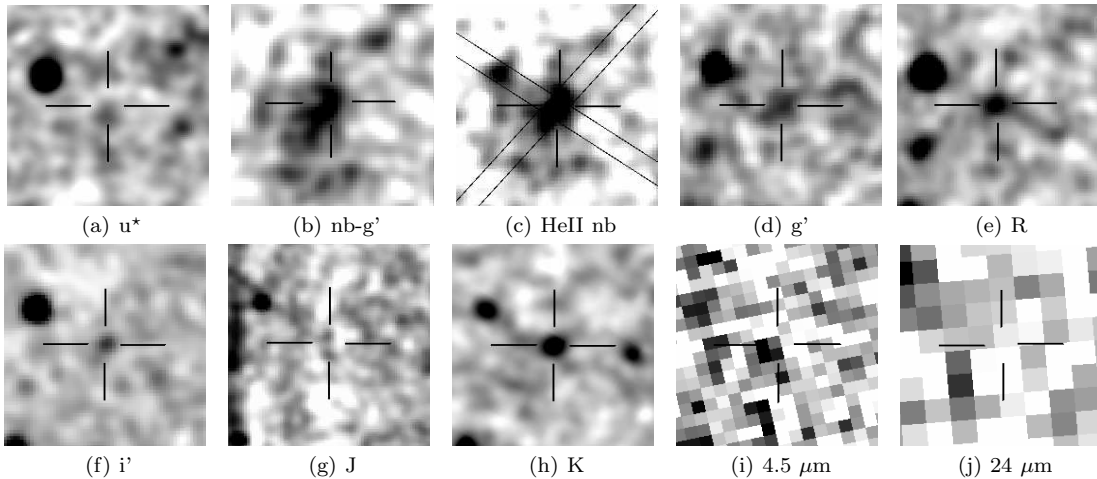 (a) u⋆
(b) nb-g’
(c) HeII nb
(d) g’
(e) R
(f) i’
(g) J
(h) K
(i) 4.5 μm
(j) 24 μm